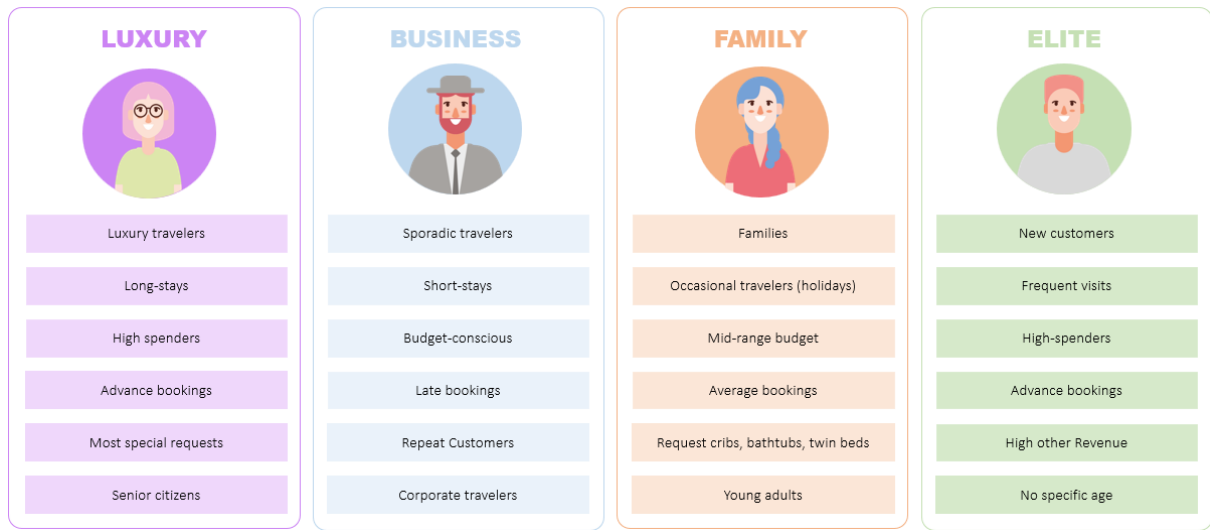 LUXURY
Luxury travelers
Long-stays
High spenders
Advance bookings
Most special requests
Senior citizens
BUSINESS
Sporadic travelers
Short-stays
Budget-conscious
Late bookings
Repeat Customers
Corporate travelers
FAMILY
Families
Occasional travelers (holidays)
Mid-range budget
Average bookings
Request cribs, bathtubs, twin beds
Young adults
ELITE
New customers
Frequent visits
High-spenders
Advance bookings
High other Revenue
No specific age